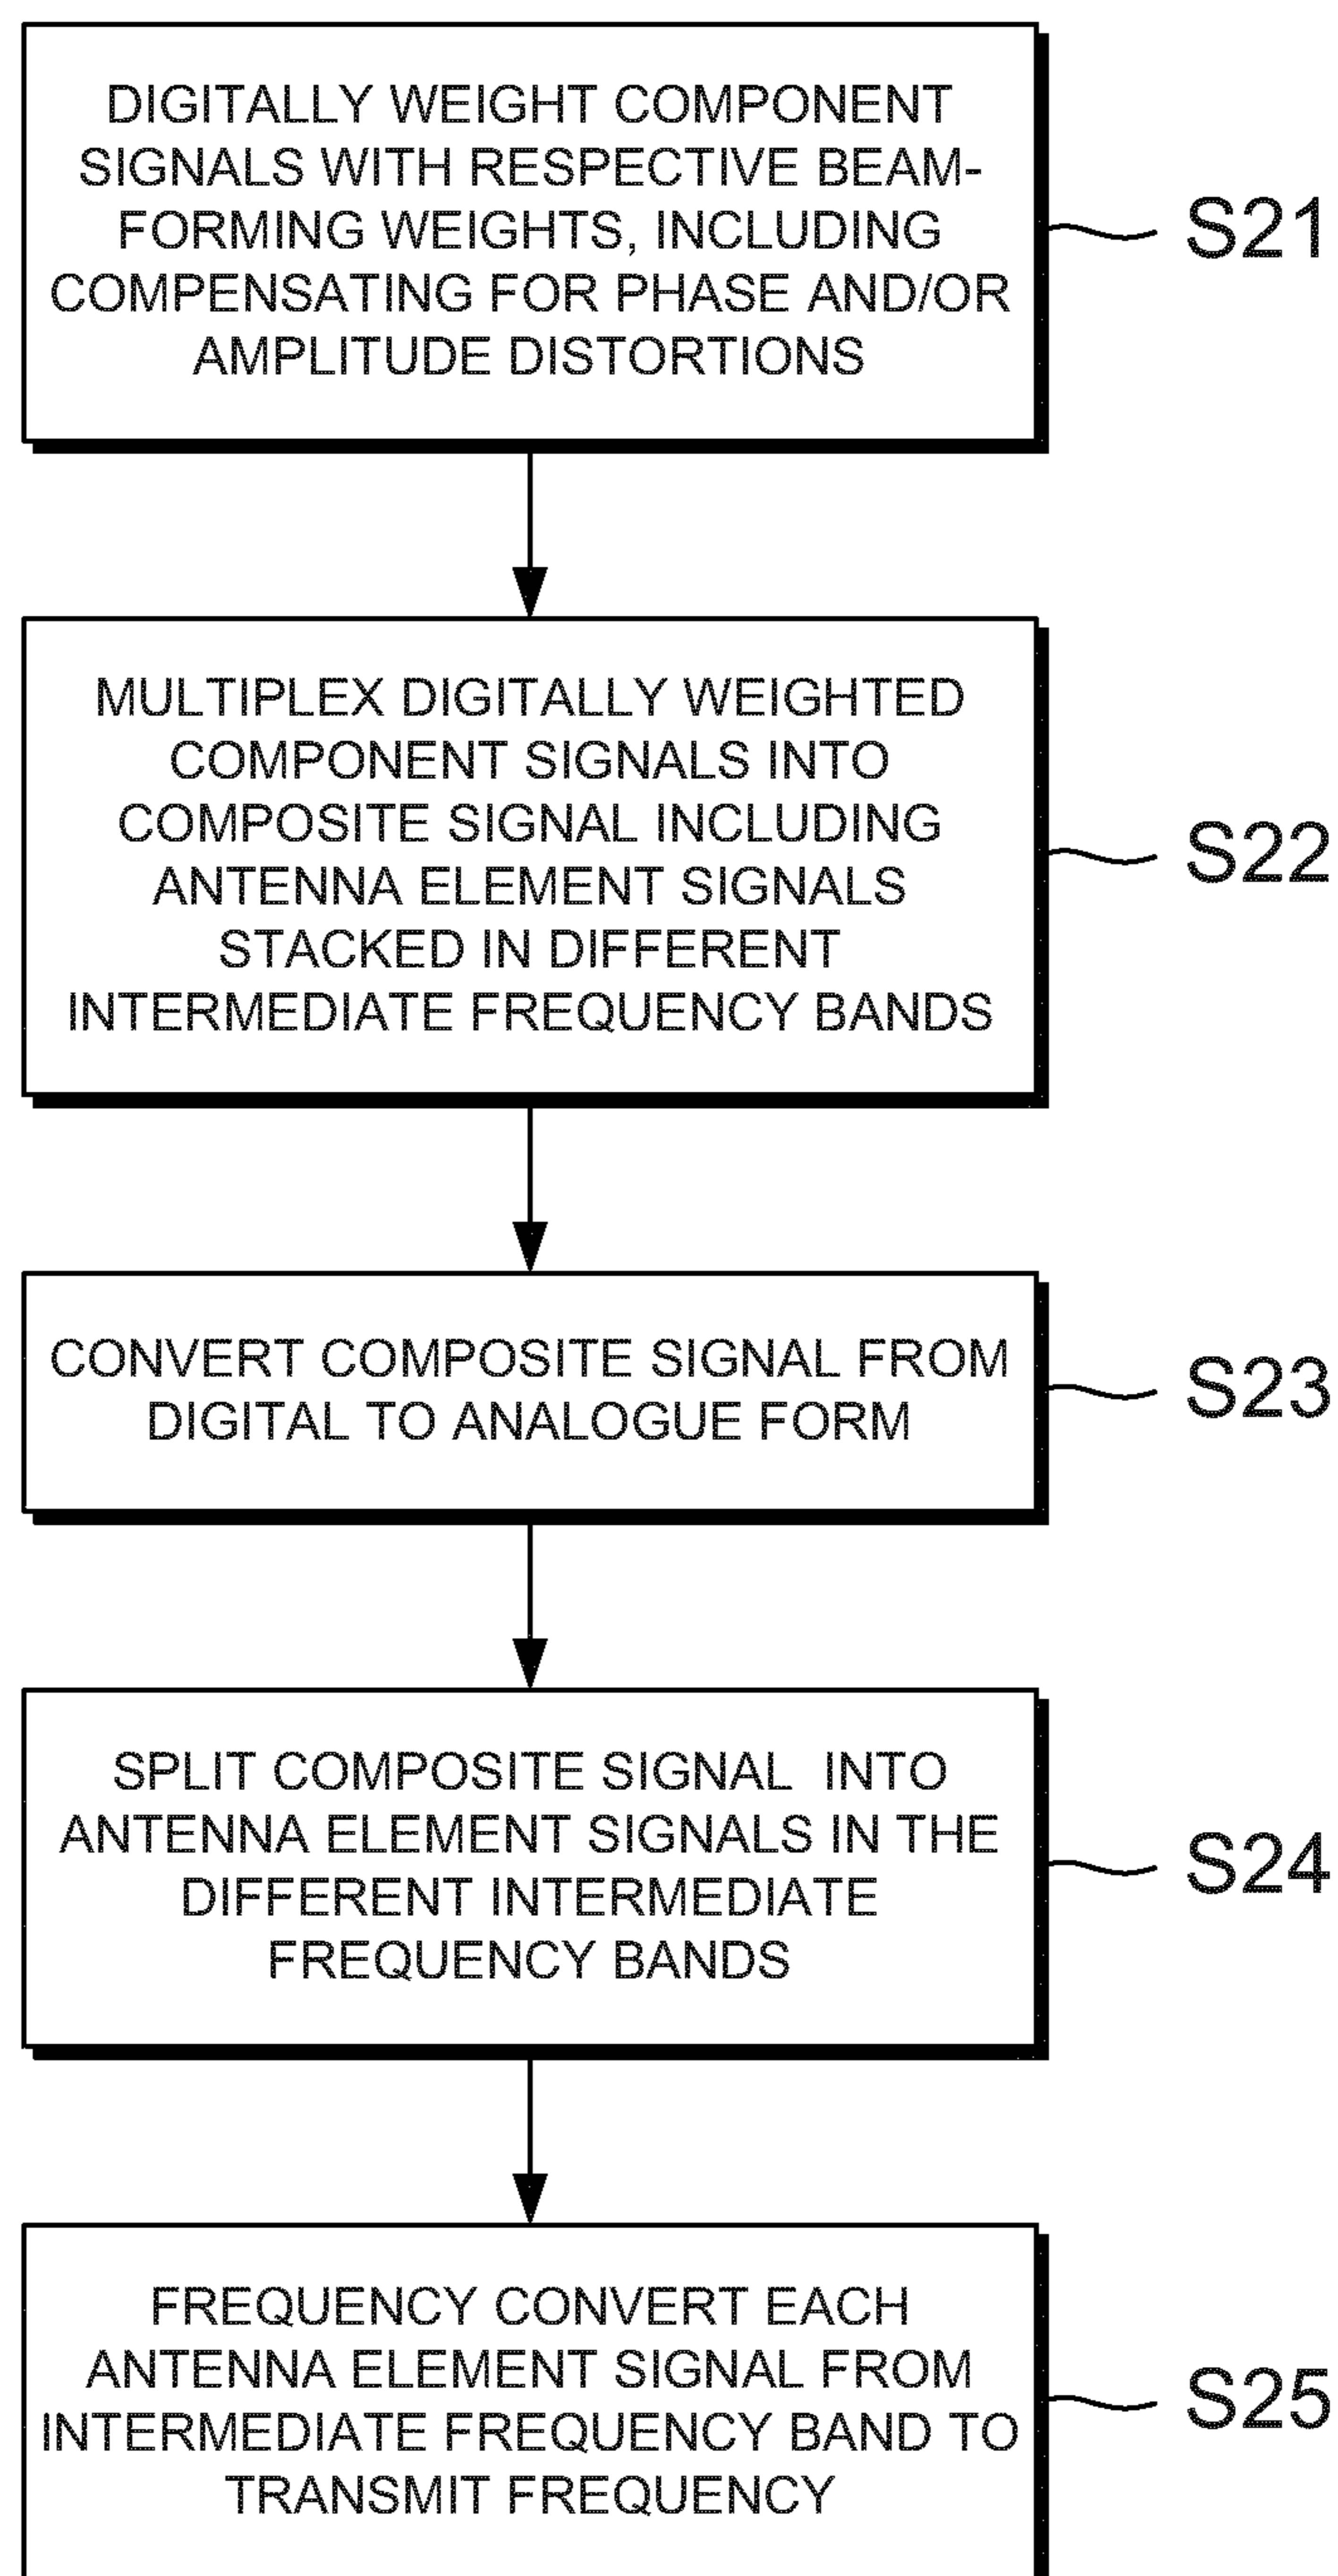 DIGITALLY WEIGHT COMPONENT
SIGNALS WITH RESPECTIVE BEAM-
FORMING WEIGHTS, INCLUDING
COMPENSATING FOR PHASE AND/OR
AMPLITUDE DISTORTIONS
S21
MULTIPLEX DIGITALLY WEIGHTED
COMPONENT SIGNALS INTO
COMPOSITE SIGNAL INCLUDING
ANTENNA ELEMENT SIGNALS
STACKED IN DIFFERENT
INTERMEDIATE FREQUENCY BANDS
S22
CONVERT COMPOSITE SIGNAL FROM
DIGITAL TO ANALOGUE FORM
S23
SPLIT COMPOSITE SIGNAL INTO
ANTENNA ELEMENT SIGNALS IN THE
DIFFERENT INTERMEDIATE
FREQUENCY BANDS
S24
FREQUENCY CONVERT EACH
ANTENNA ELEMENT SIGNAL FROM
INTERMEDIATE FREQUENCY BAND TO
TRANSMIT FREQUENCY
S25